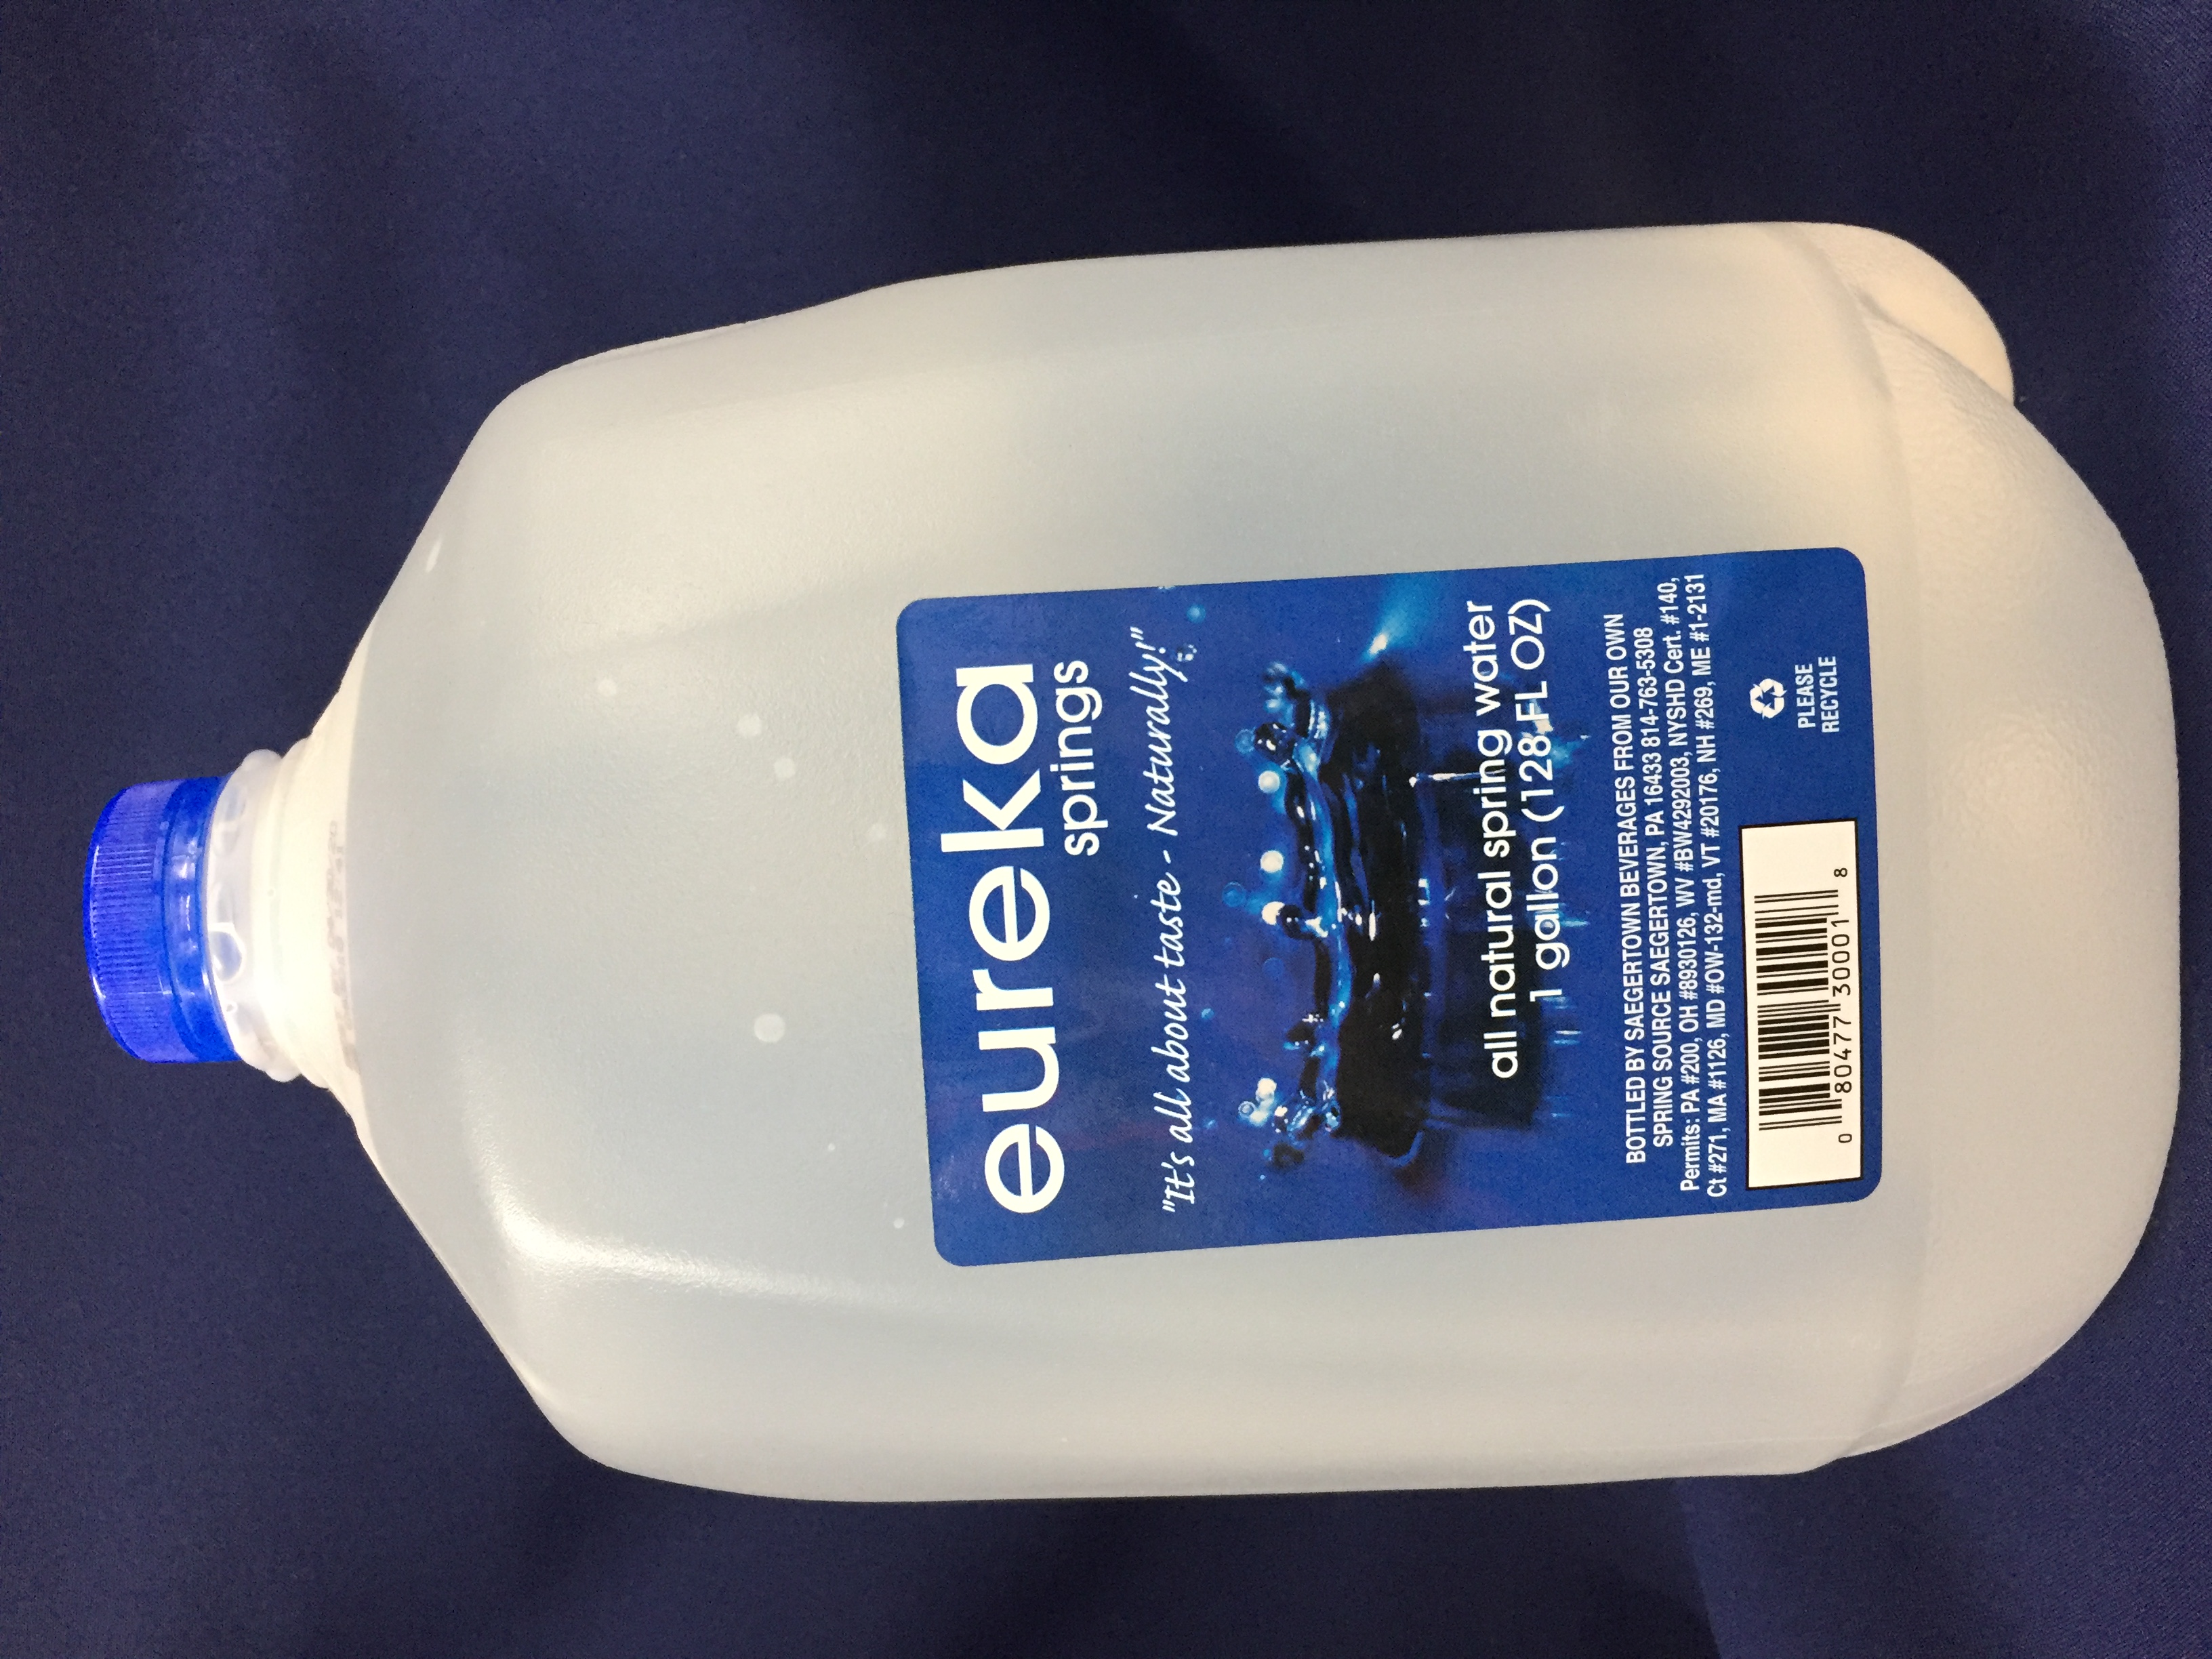 eureka
springs
"It's all about taste - Naturally!"
all natural spring water
1 gallon (128 FL OZ)
BOTTLED BY SAEGERTOWN BEVERAGES FROM OUR OWN
SPRING SOURCE SAEGERTOWN, PA 16433 814-763-5308
Permits: PA #200, OH #8930126, WV #BW4292003, NYSHD Cert. #140,
Ct #271, MA #1126, MD #OW-132-md, VT #20176, NH #269, ME #1-2131
0 80477 30001 8
PLEASE
RECYCLE